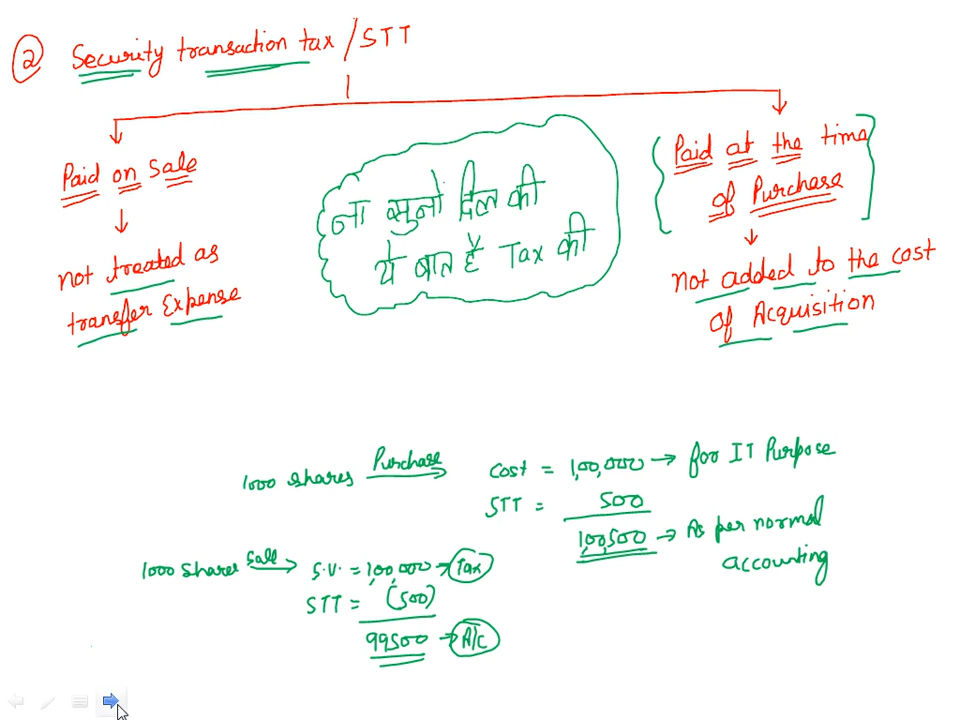 ② Security transaction tax / STT
Paid on Sale
not treated as
transfer Expense
ना सुनो दिल की
ये बात है Tax की
Paid at the time
of Purchase
not added to the cost
of Acquisition
1000 shares Purchase
Cost = 1,00,000 → for IT Purpose
STT = 500
1,00,500 → As per normal
accounting
1000 shares Sale → S.V. = 1,00,000 → Tax
STT = (500)
99500 → A/c